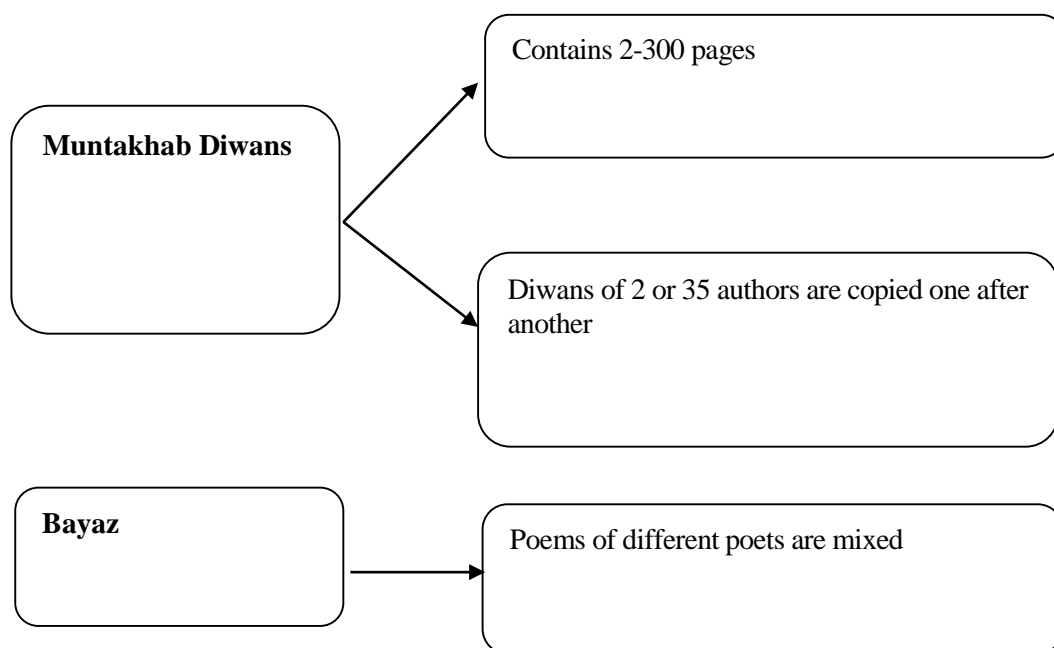 Muntakhab Diwans
Contains 2-300 pages
Diwans of 2 or 35 authors are copied one after
another
Bayaz
Poems of different poets are mixed